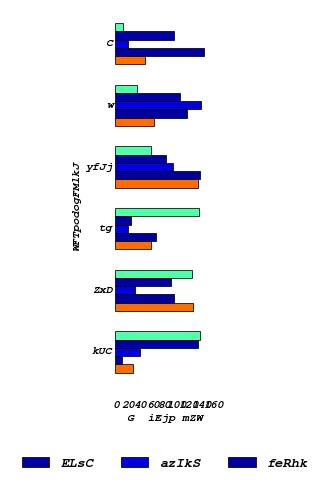 C
w
yfJj
WFTpodogFMlkJ
tg
ZxD
kUC
0 20 40 60 80 100 120 140 160
G iEjp mZW
ELsC azIkS feRhk